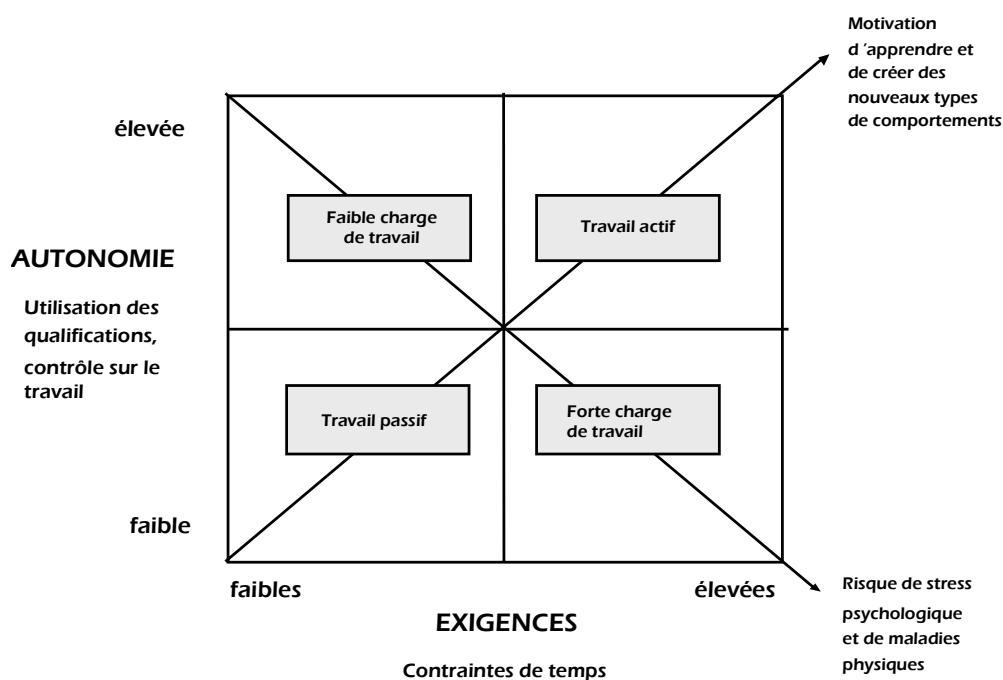 Motivation
d 'apprendre et
de créer des
nouveaux types
de comportements
élevée
Faible charge
de travail
Travail actif
AUTONOMIE
Utilisation des
qualifications,
contrôle sur le
travail
Travail passif
Forte charge
de travail
faible
faibles
élevées
EXIGENCES
Contraintes de temps
Risque de stress
psychologique
et de maladies
physiques